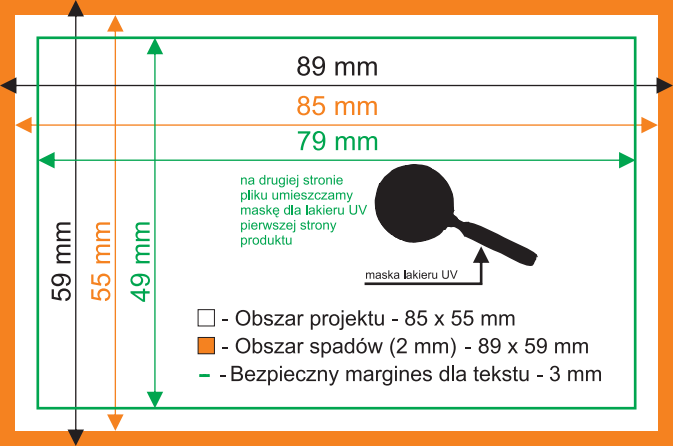 89 mm
85 mm
79 mm
59 mm
55 mm
49 mm
na drugiej stronie
pliku umieszczamy
maskę dla lakieru UV
pierwszej strony
produktu
maska lakieru UV
- Obszar projektu - 85 x 55 mm
- Obszar spadów (2 mm) - 89 x 59 mm
- - Bezpieczny margines dla tekstu - 3 mm